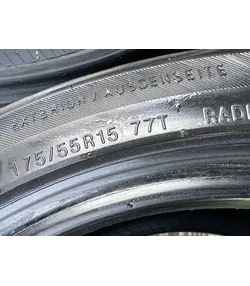 EXTERIOR / AUSSENSEITE
175/55R15 77T RADI